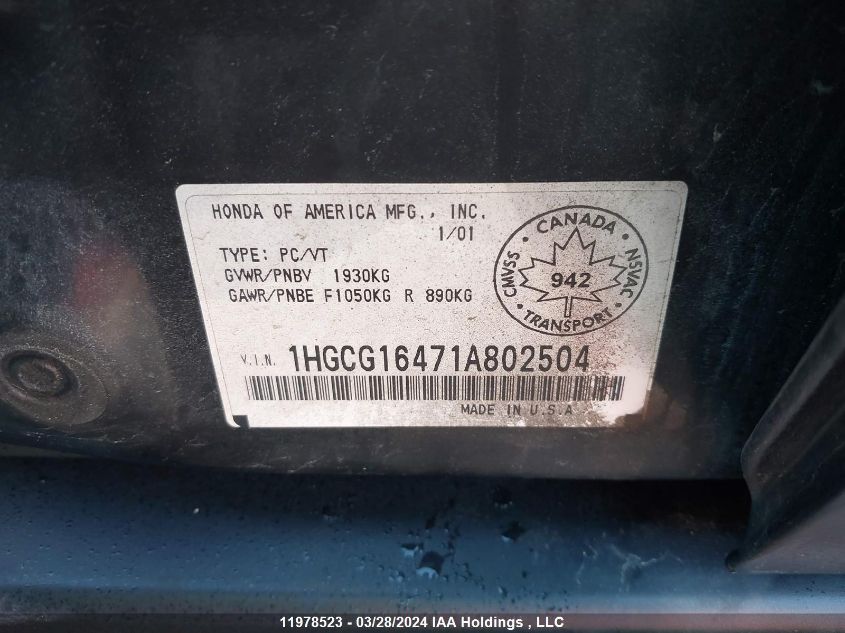 HONDA OF AMERICA MFG., INC.
1/01
TYPE: PC/VT
GVWR/PNBV 1930KG
GAWR/PNBE F1050KG R 890KG
CANADA
CMVSS
942
NSVAC
TRANSPORT
V.I.N. 1HGCG16471A802504
MADE IN U.S.A
11978523 - 03/28/2024 IAA Holdings , LLC